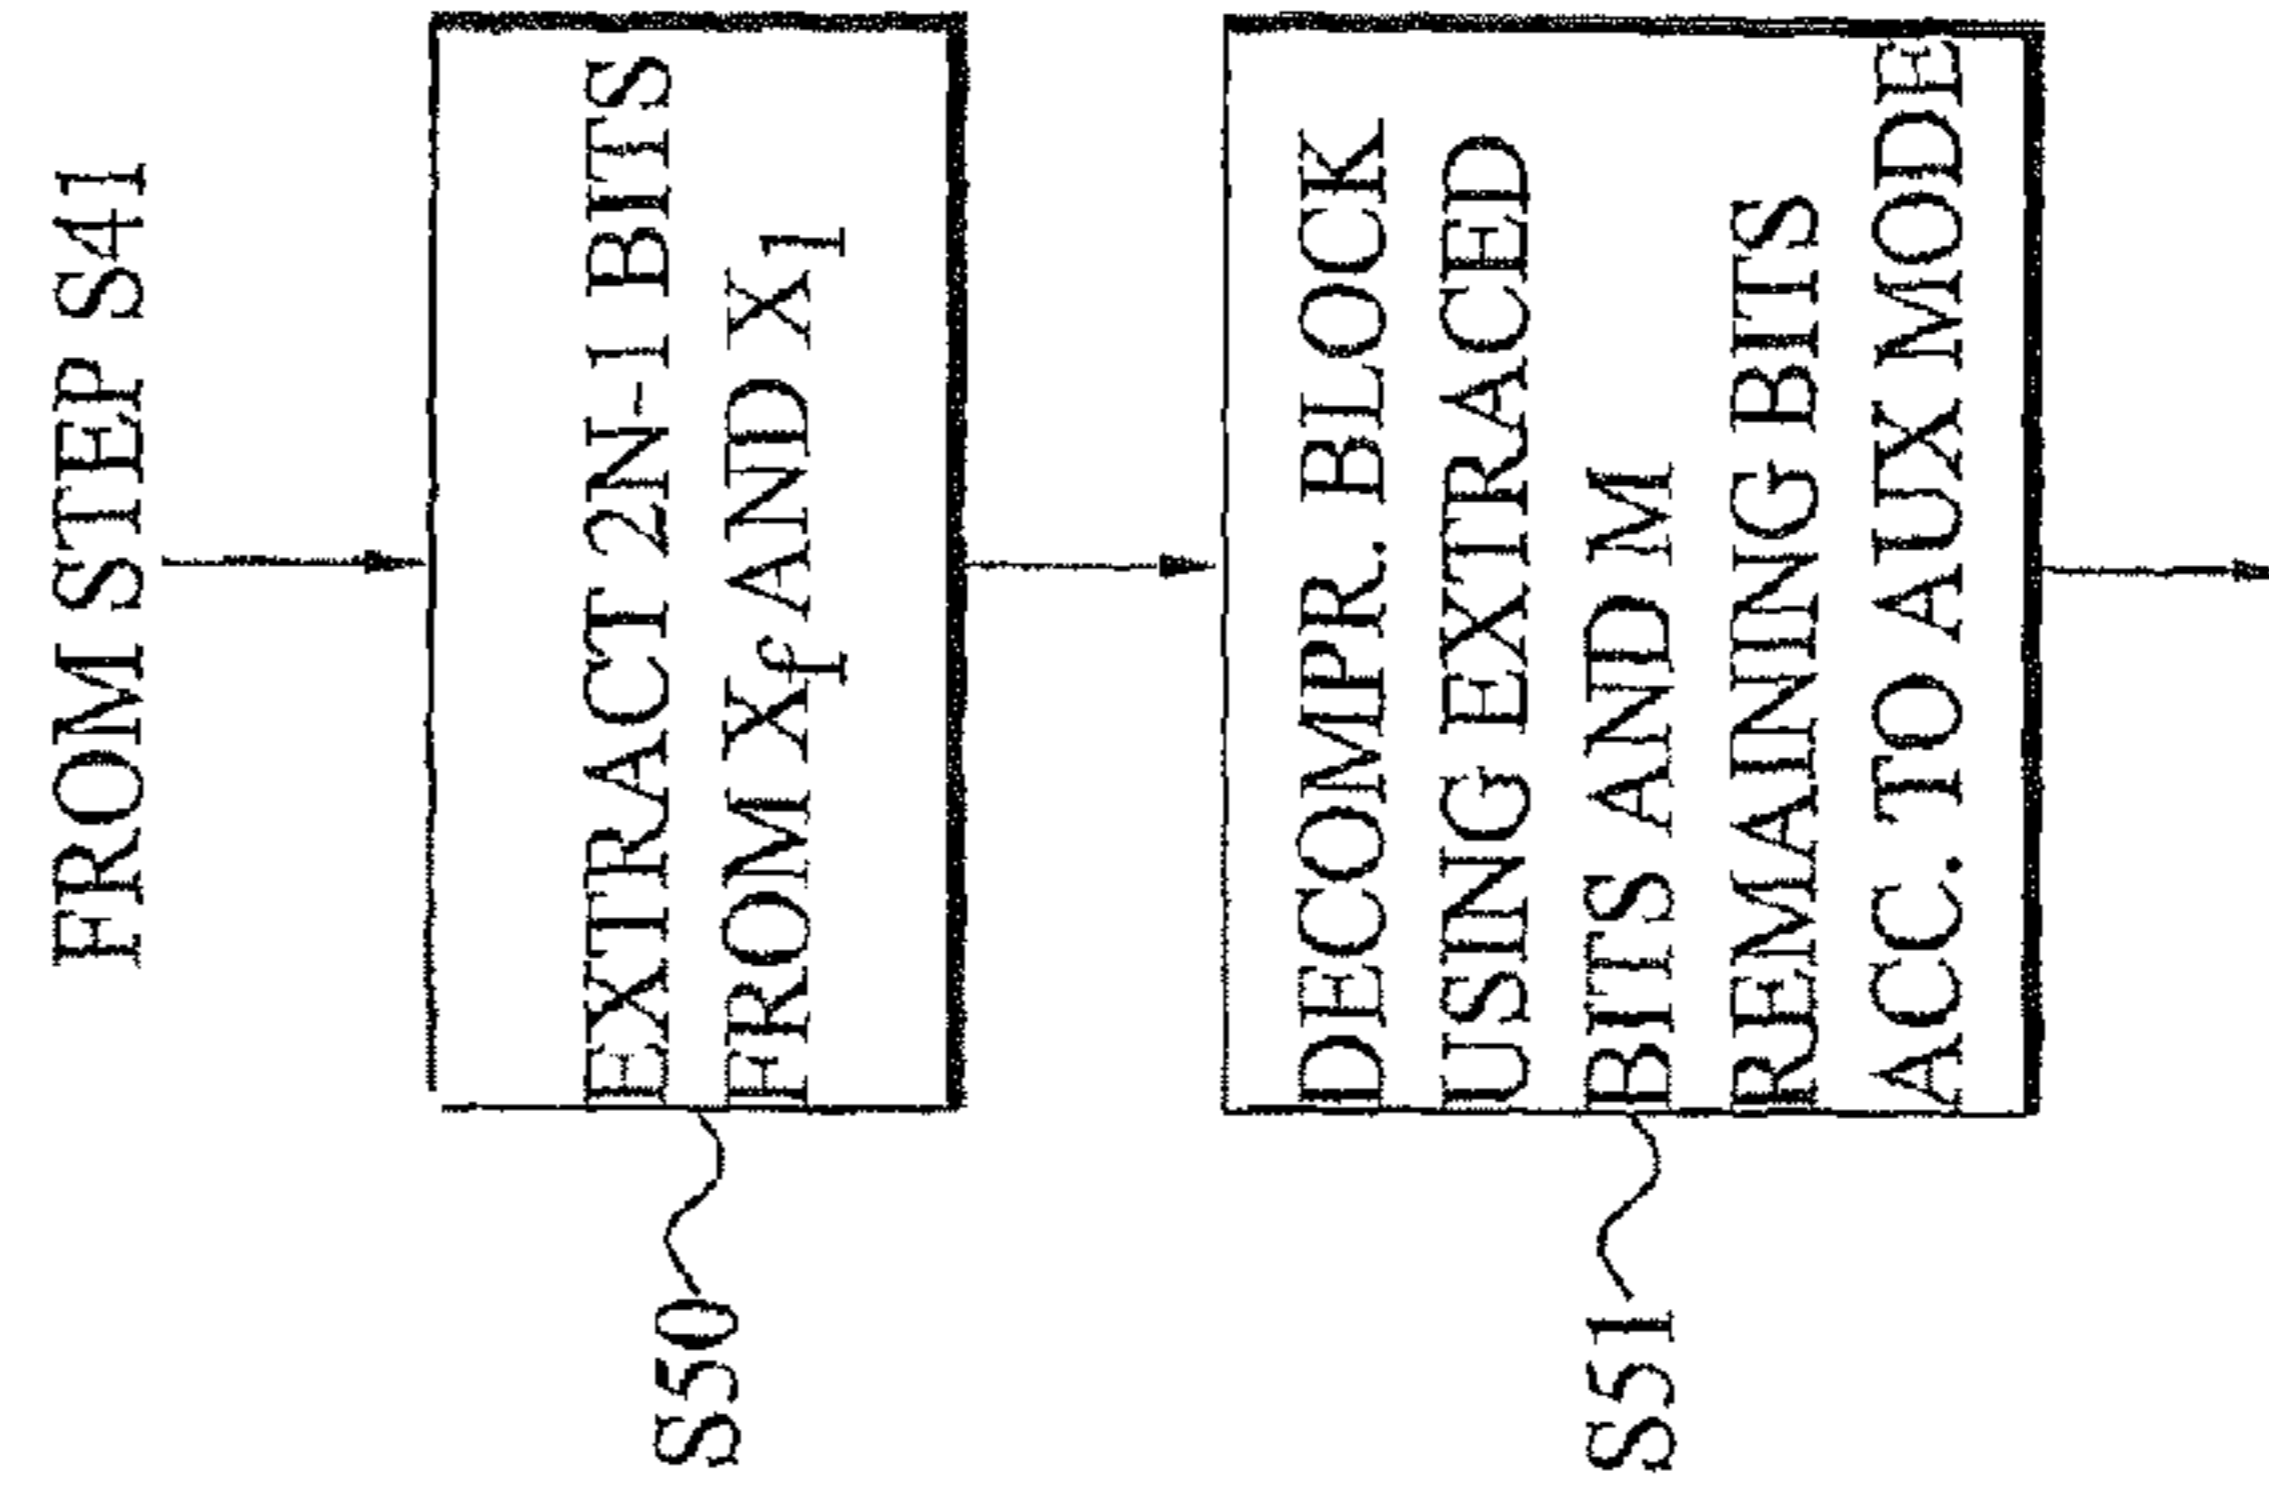 FROM STEP S41
EXTRACT 2N-1 BITS
FROM Xf AND Xl
S50
DECOMPR. BLOCK
USING EXTRACED
BITS AND M
REMAINING BITS
ACC. TO AUX MODE
S51